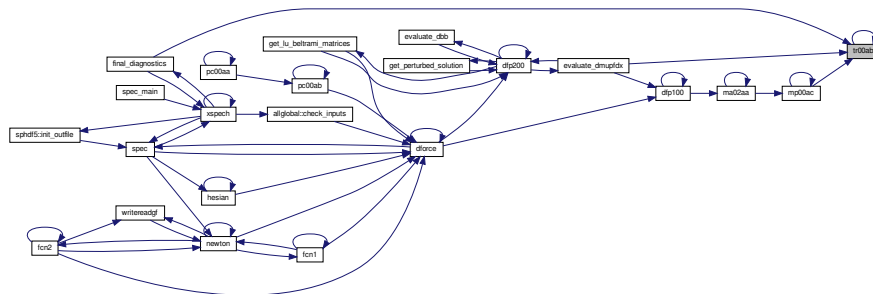 tr00ab
evaluate_dbb
get_lu_beltrami_matrices
final_diagnostics
get_perturbed_solution
dfp200
evaluate_dmupfdx
pc00aa
pc00ab
spec_main
dfp100
ma02aa
mp00ac
xspech
allglobal::check_inputs
sphdf5::init_outfile
spec
dforce
hesian
writereadgf
fcn2
newton
fcn1